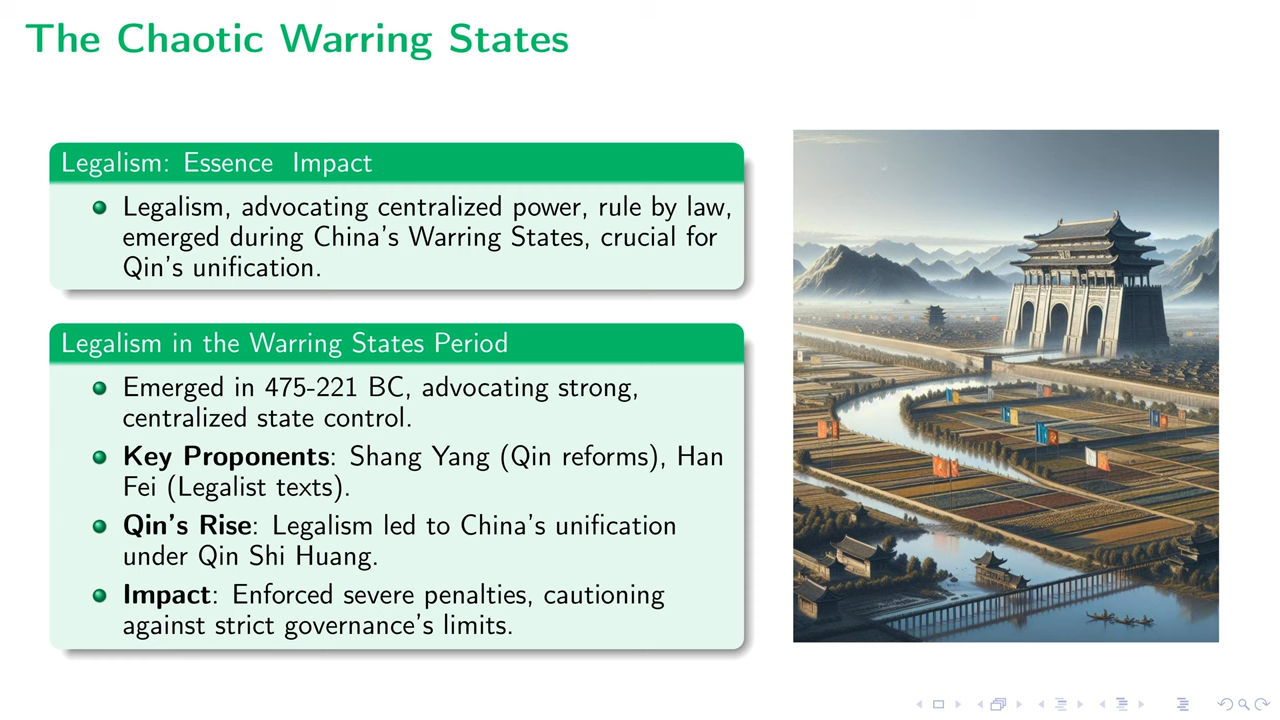 The Chaotic Warring States
Legalism: Essence  Impact
Legalism, advocating centralized power, rule by law,
emerged during China's Warring States, crucial for
Qin's unification.
Legalism in the Warring States Period
Emerged in 475-221 BC, advocating strong,
centralized state control.
Key Proponents: Shang Yang (Qin reforms), Han
Fei (Legalist texts).
Qin's Rise: Legalism led to China's unification
under Qin Shi Huang.
Impact: Enforced severe penalties, cautioning
against strict governance's limits.